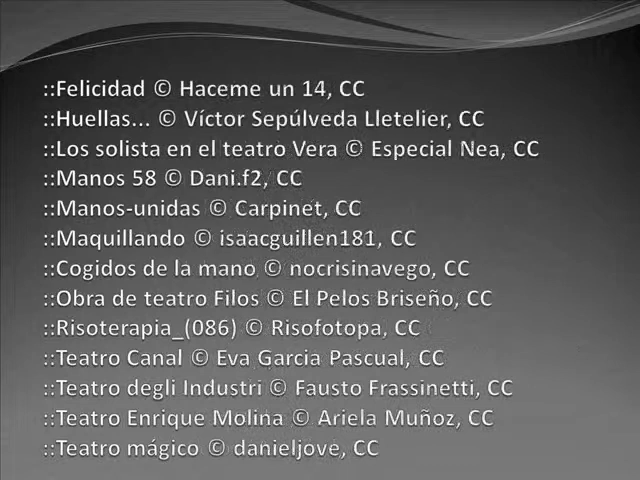 ::Felicidad © Haceme un 14, CC
::Huellas... © Víctor Sepúlveda Lletelier, CC
::Los solista en el teatro Vera © Especial Nea, CC
::Manos 58 © Dani.f2, CC
::Manos-unidas © Carpinet, CC
::Maquillando © isaacguillen181, CC
::Cogidos de la mano © nocrisinavego, CC
::Obra de teatro Filos © El Pelos Briseño, CC
::Risoterapia_(086) © Risofotopa, CC
::Teatro Canal © Eva Garcia Pascual, CC
::Teatro degli Industri © Fausto Frassinetti, CC
::Teatro Enrique Molina © Ariela Muñoz, CC
::Teatro mágico © danieljove, CC